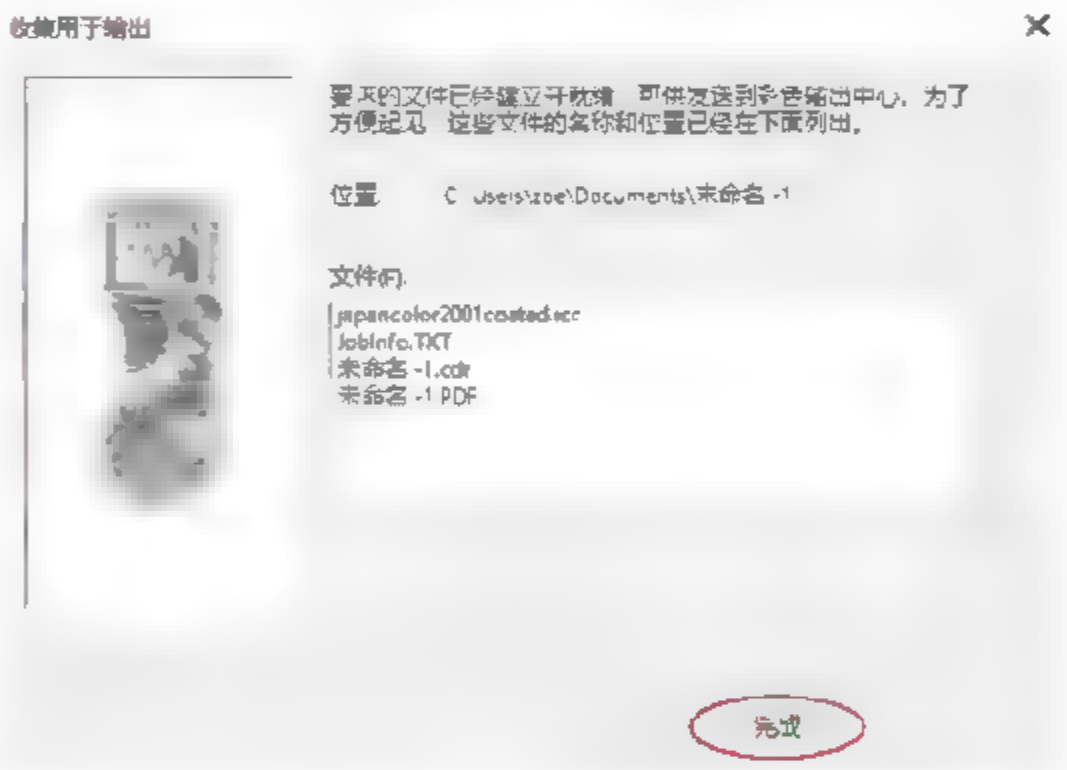 收集用于输出
要求的文件已经建立并就绪 可供发送到彩色输出中心. 为了
方便起见 这些文件的名称和位置已经在下面列出.
位置 C Users\zoe\Documents\未命名 -1
文件(F).
japancolor2001coated.icc
JobInfo.TXT
未命名 -1.cdr
未命名 -1.PDF
完成